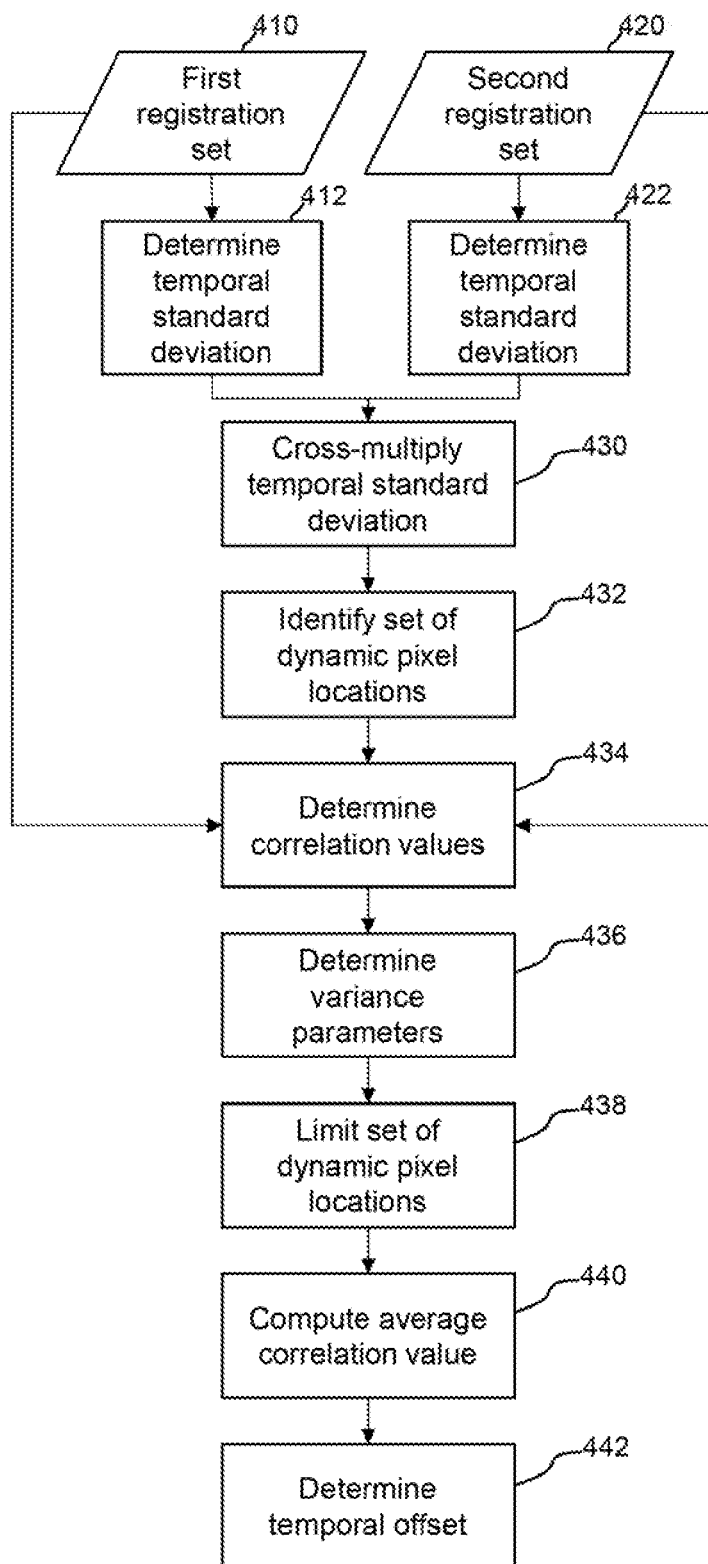 410
420
First
registration
set
Second
registration
set
412
422
Determine
temporal
standard
deviation
Determine
temporal
standard
deviation
Cross-multiply
temporal standard
deviation
430
Identify set of
dynamic pixel
locations
432
Determine
correlation values
434
Determine
variance
parameters
436
Limit set of
dynamic pixel
locations
438
Compute average
correlation value
440
Determine
temporal offset
442